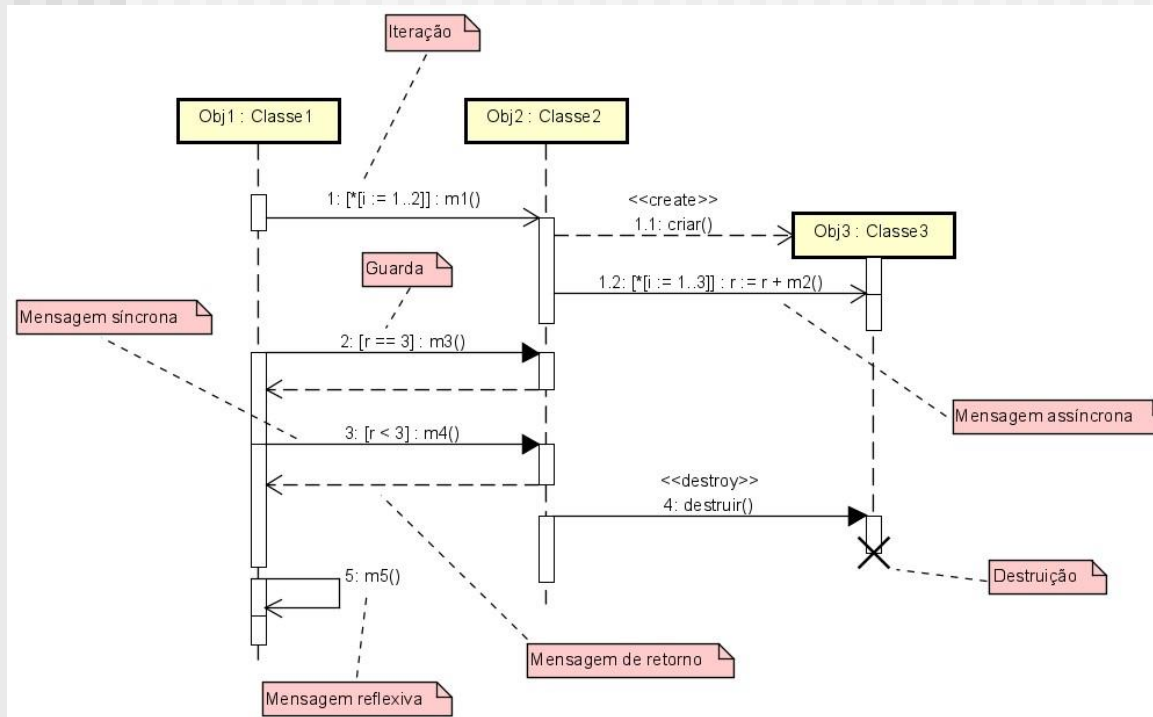 Iteração
Obj1 : Classe1
Obj2 : Classe2
1: [*[i := 1..2]] : m1()
<<create>>
1.1: criar()
Obj3 : Classe3
Guarda
1.2: [*[i := 1..3]] : r := r + m2()
Mensagem síncrona
2: [r == 3] : m3()
Mensagem assíncrona
3: [r < 3] : m4()
<<destroy>>
4: destruir()
5: m5()
Destruição
Mensagem de retorno
Mensagem reflexiva